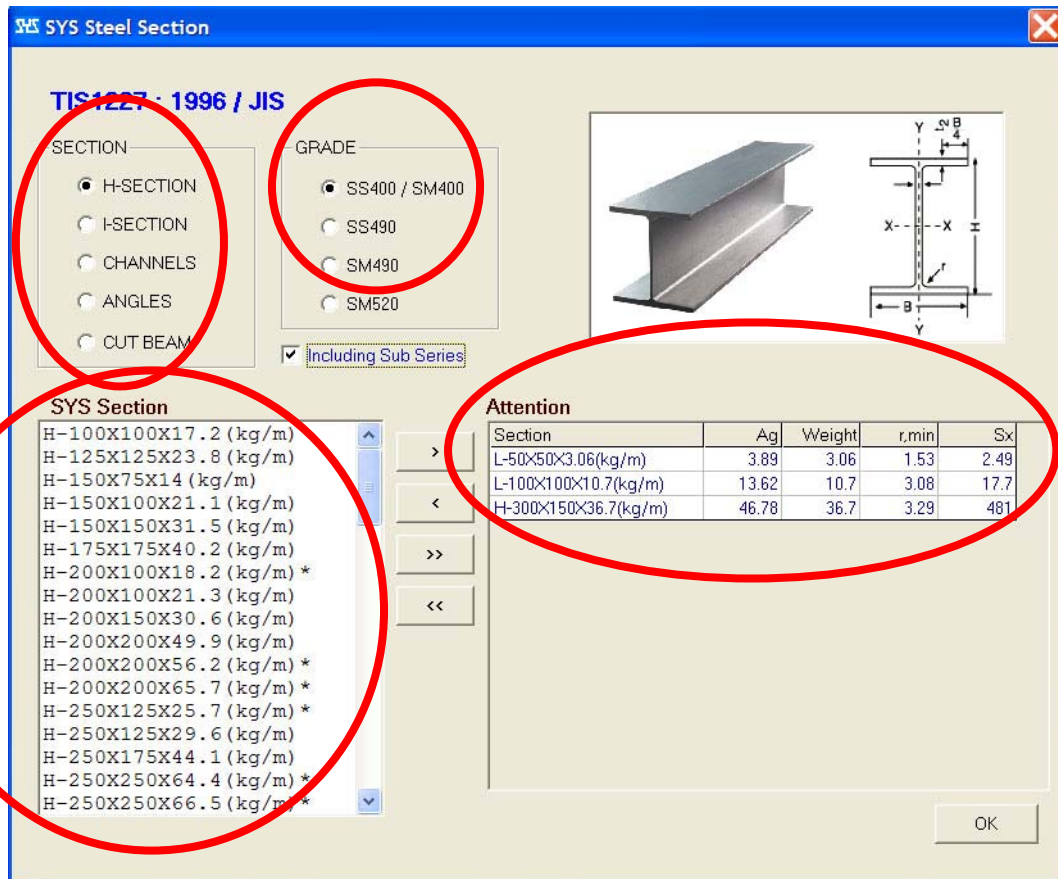 SYS SYS Steel Section
TIS1227 : 1996 / JIS
SECTION
H-SECTION
I-SECTION
CHANNELS
ANGLES
CUT BEAM
GRADE
SS400 / SM400
SS490
SM490
SM520
Including Sub Series
Y
t2
B
4
X
X
H
r
B
Y
SYS Section
H-100X100X17.2(kg/m)
H-125X125X23.8(kg/m)
H-150X75X14(kg/m)
H-150X100X21.1(kg/m)
H-150X150X31.5(kg/m)
H-175X175X40.2(kg/m)
H-200X100X18.2(kg/m)*
H-200X100X21.3(kg/m)
H-200X150X30.6(kg/m)
H-200X200X49.9(kg/m)
H-200X200X56.2(kg/m)*
H-200X200X65.7(kg/m)*
H-250X125X25.7(kg/m)*
H-250X125X29.6(kg/m)
H-250X175X44.1(kg/m)
H-250X250X64.4(kg/m)*
H-250X250X66.5(kg/m)*
>
<
>>
<<
Attention
Section Ag Weight r,min Sx
L-50X50X3.06(kg/m) 3.89 3.06 1.53 2.49
L-100X100X10.7(kg/m) 13.62 10.7 3.08 17.7
H-300X150X36.7(kg/m) 46.78 36.7 3.29 481
OK